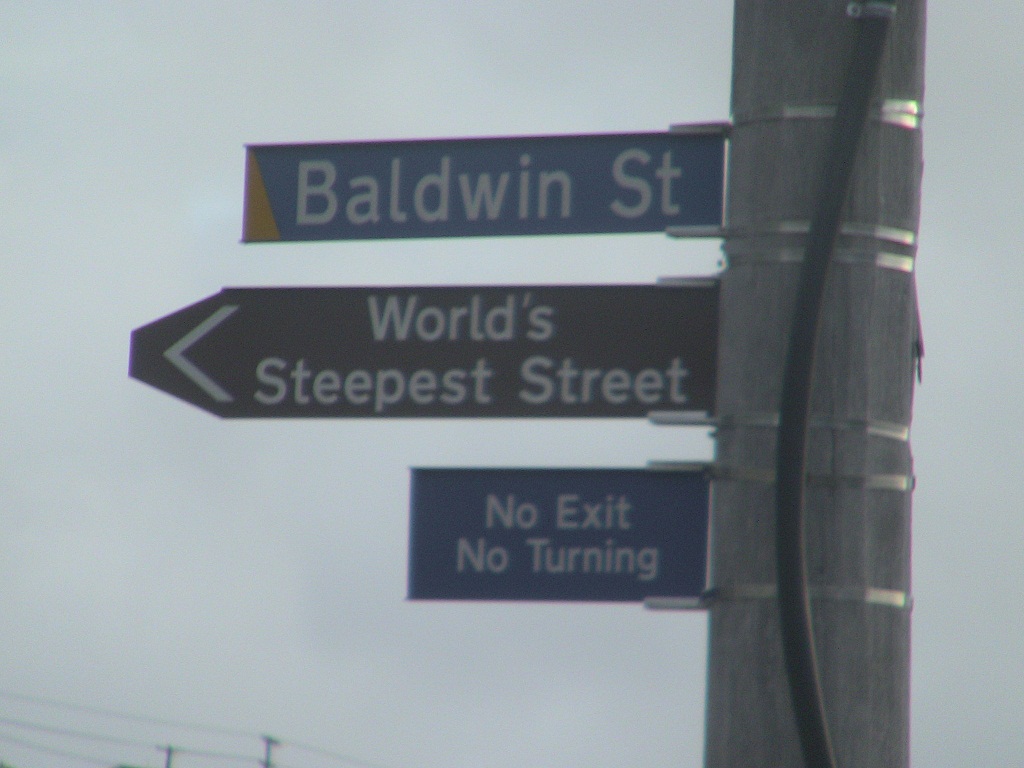 Baldwin St
World's
Steepest Street
No Exit
No Turning